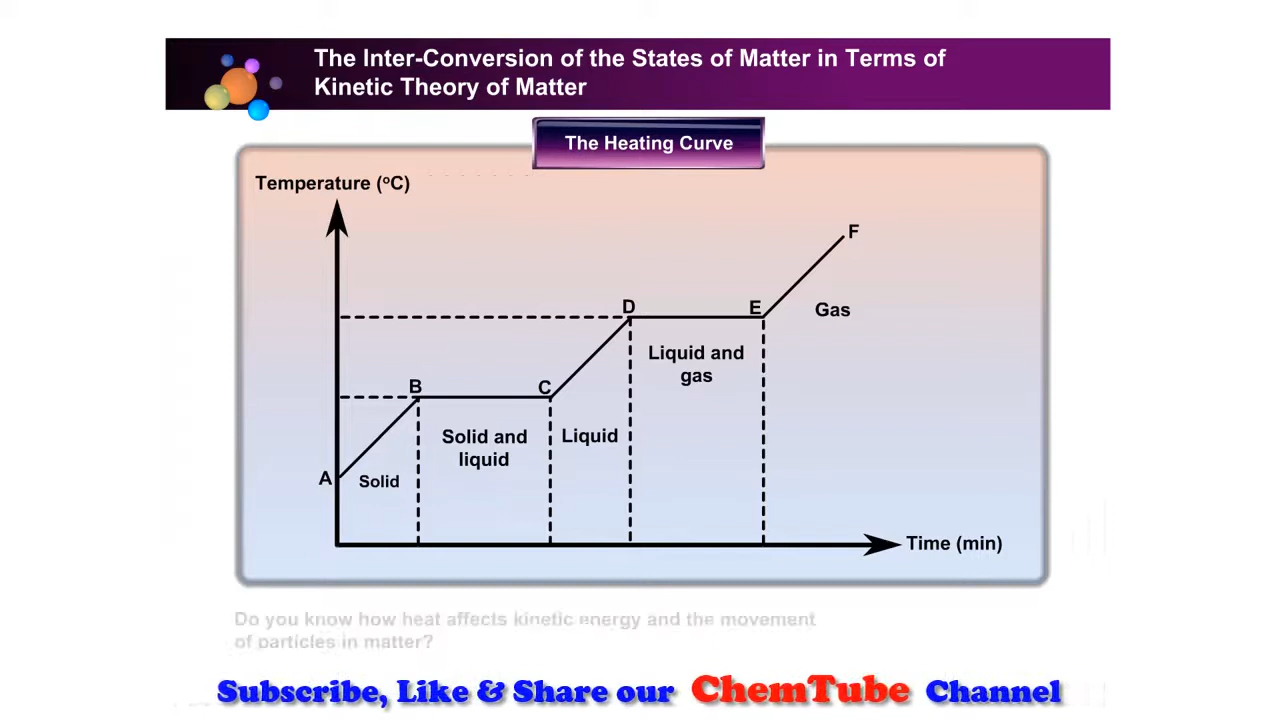 The Inter-Conversion of the States of Matter in Terms of
Kinetic Theory of Matter
The Heating Curve
Temperature (ºC)
F
D
E
Gas
Liquid and
gas
B
C
Solid and
liquid
Liquid
A
Solid
Time (min)
Do you know how heat affects kinetic energy and the movement
of particles in matter?
Subscribe, Like & Share our ChemTube Channel